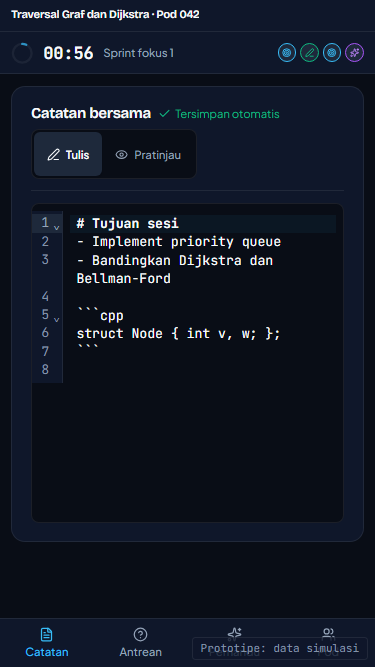 Traversal Graf dan Dijkstra · Pod 042
00:56 Sprint fokus 1
Catatan bersama Tersimpan otomatis
Tulis Pratinjau
1 # Tujuan sesi
2 - Implement priority queue
3 - Bandingkan Dijkstra dan
Bellman-Ford
4
5 ```cpp
6 struct Node { int v, w; };
7 ```
8
Catatan Antrean
Prototipe: data simulasi